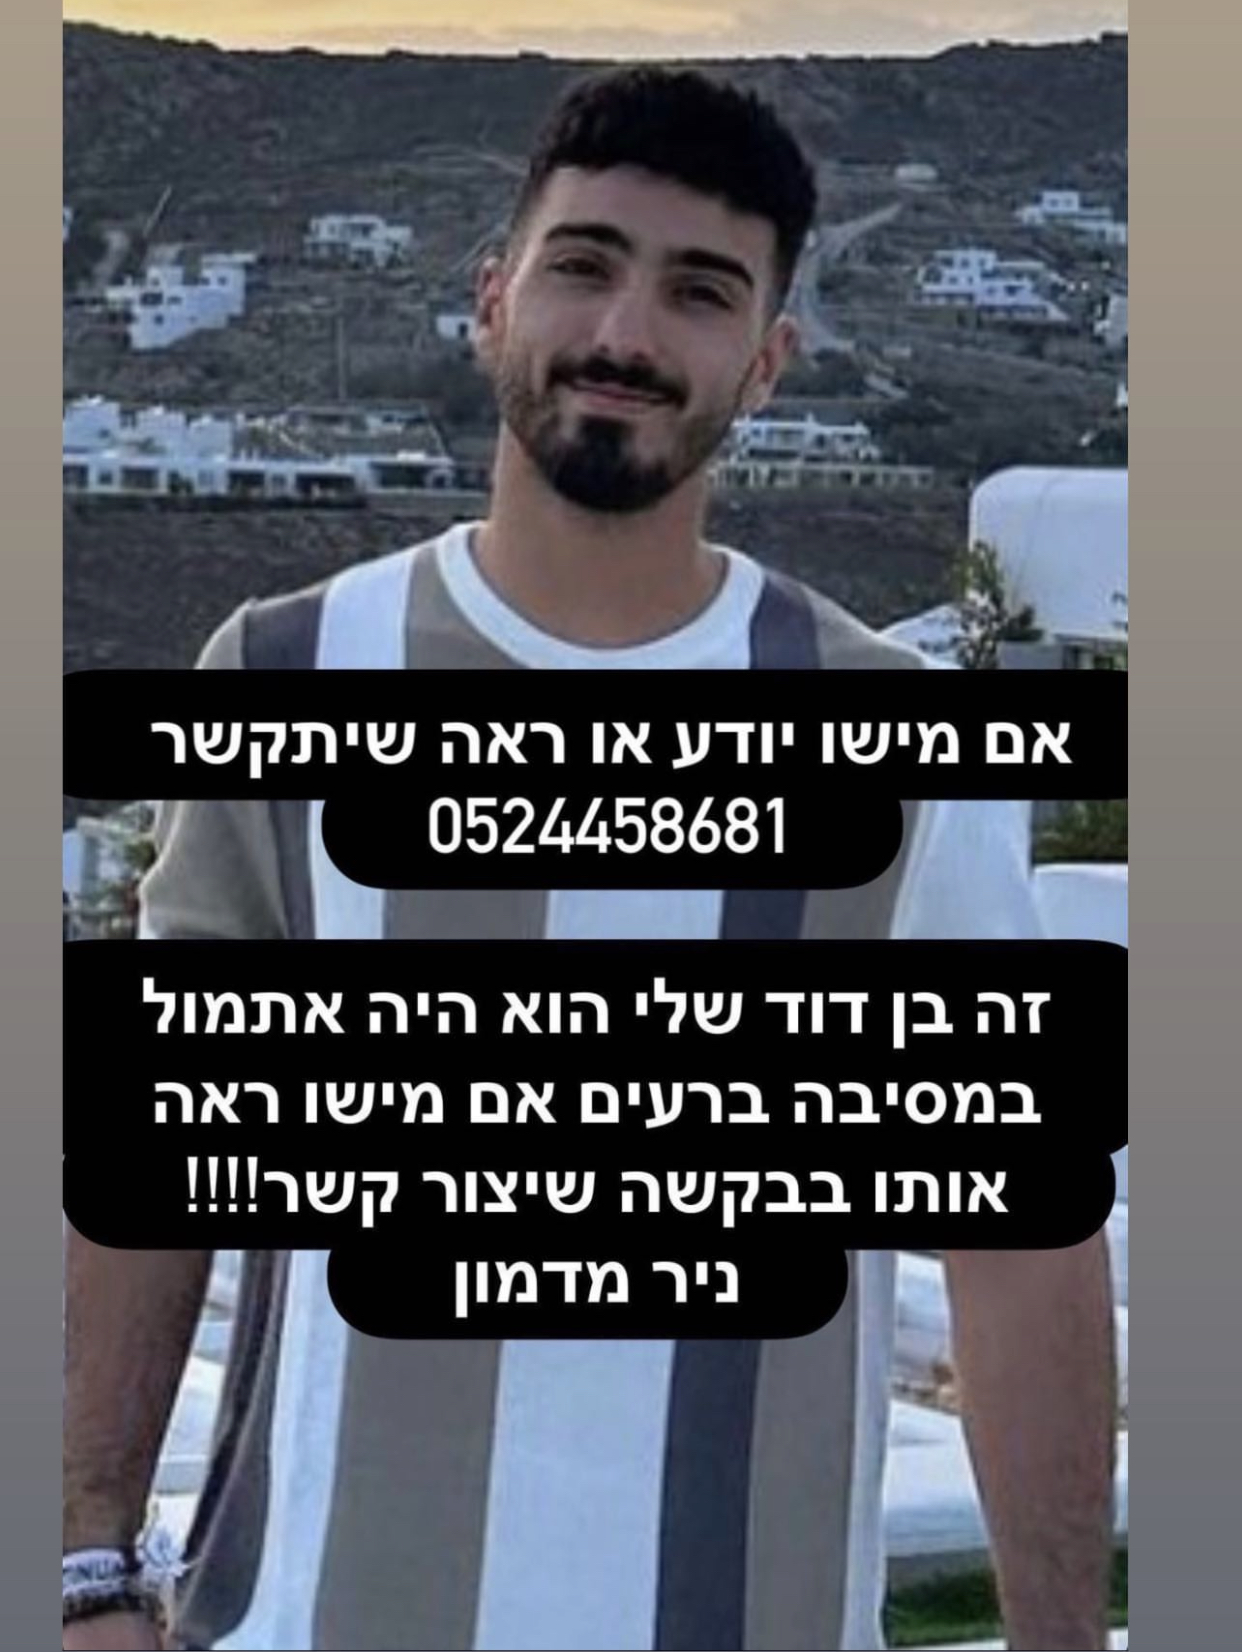 אם מישו יודע או ראה שיתקשר
0524458681
זה בן דוד שלי הוא היה אתמול
במסיבה ברעים אם מישו ראה
אותו בבקשה שיצור קשר!!!!
ניר מדמון